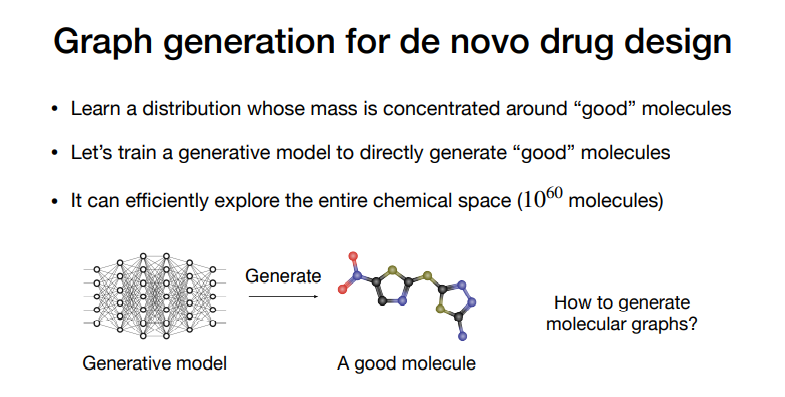 Graph generation for de novo drug design
• Learn a distribution whose mass is concentrated around “good” molecules
• Let’s train a generative model to directly generate “good” molecules
• It can efficiently explore the entire chemical space (10⁶⁰ molecules)
Generate
How to generate
molecular graphs?
Generative model
A good molecule